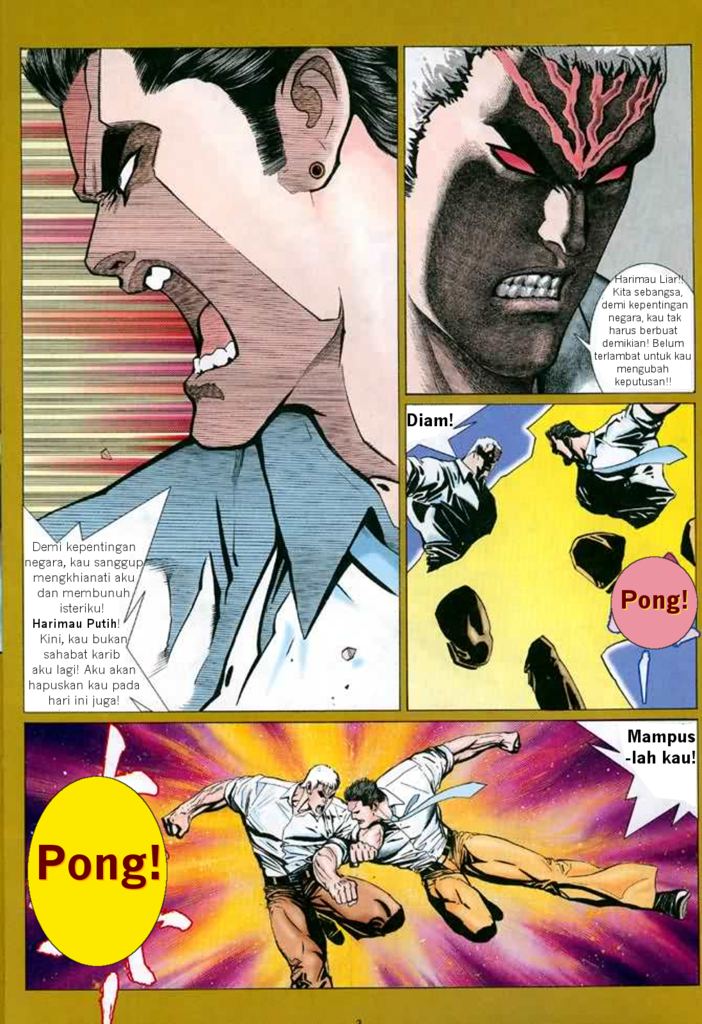 Demi kepentingan
negara, kau sanggup
mengkhianati aku
dan membunuh
isteriku!
Harimau Putih!
Kini, kau bukan
sahabat karib
aku lagi! Aku akan
hapuskan kau pada
hari ini juga!
Harimau Liar!!
Kita sebangsa,
demi kepentingan
negara, kau tak
harus berbuat
demikian! Belum
terlambat untuk kau
mengubah
keputusan!!
Diam!
Pong!
Mampus
-lah kau!
Pong!